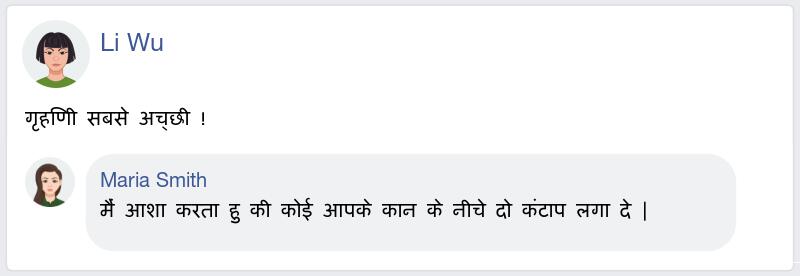 Li Wu
गृहणिी सबसे अच्छी !
Maria Smith
मैं आशा करता हु की कोई आपके कान के नीचे दो कंटाप लगा दे |